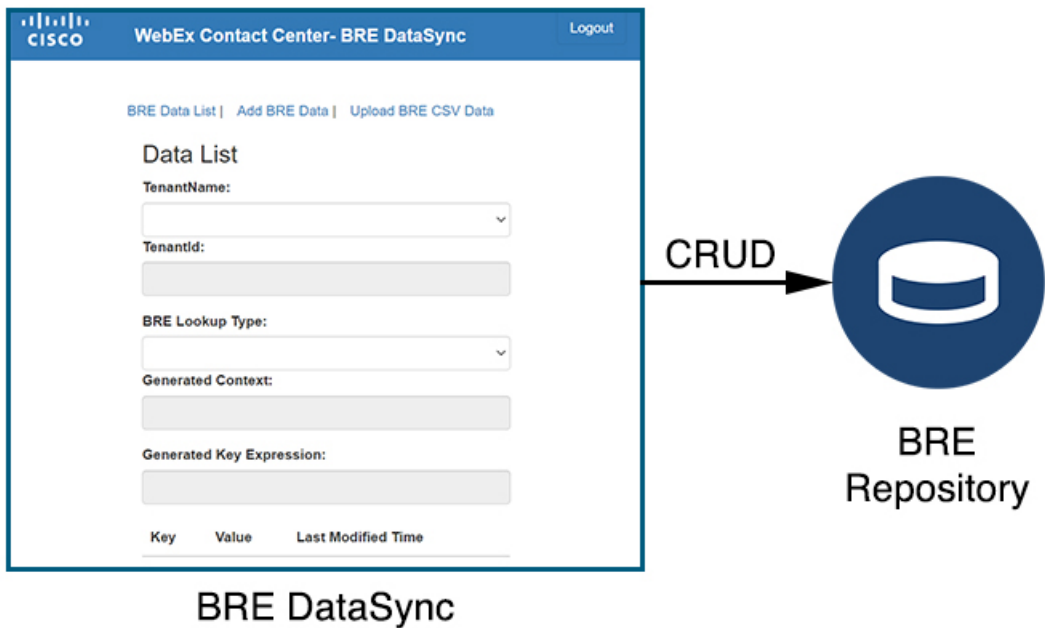 CISCO
WebEx Contact Center- BRE DataSync
Logout
BRE Data List | Add BRE Data | Upload BRE CSV Data
Data List
TenantName:
TenantId:
BRE Lookup Type:
Generated Context:
Generated Key Expression:
Key Value Last Modified Time
BRE DataSync
CRUD
BRE
Repository